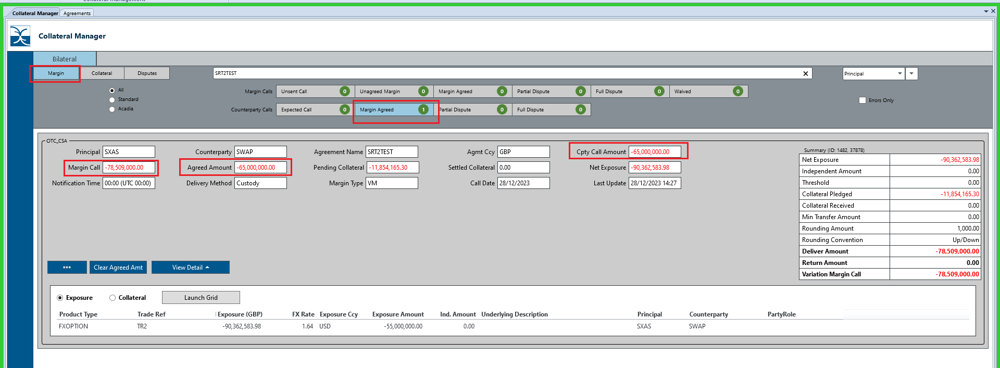 Collateral Management
Collateral Manager
Agreements
Collateral Manager
Bilateral
Margin
Collateral
Disputes
SRT2TEST
Principal
All
Standard
Acadia
Margin Calls
Unsent Call 0
Unagreed Margin 0
Margin Agreed 0
Partial Dispute 0
Full Dispute 0
Waived 0
Errors Only
Counterparty Calls
Expected Call 0
Margin Agreed 1
Partial Dispute 0
Full Dispute 0
OTC_CSA
Principal SXAS
Counterparty SWAP
Agreement Name SRT2TEST
Agmt Ccy GBP
Cpty Call Amount -65,000,000.00
Margin Call -78,509,000.00
Agreed Amount -65,000,000.00
Pending Collateral -11,854,165.30
Settled Collateral 0.00
Net Exposure -90,362,583.98
Notification Time 00:00 (UTC 00:00)
Delivery Method Custody
Margin Type VM
Call Date 28/12/2023
Last Update 28/12/2023 14:27
Summary (ID: 1482, 37878)
Net Exposure -90,362,583.98
Independent Amount 0.00
Threshold 0.00
Collateral Pledged -11,854,165.30
Collateral Received 0.00
Min Transfer Amount 0.00
Rounding Amount 1,000.00
Rounding Convention Up/Down
Deliver Amount -78,509,000.00
Return Amount 0.00
Variation Margin Call -78,509,000.00
•••
Clear Agreed Amt
View Detail
Exposure
Collateral
Launch Grid
Product Type Trade Ref Exposure (GBP) FX Rate Exposure Ccy Exposure Amount Ind. Amount Underlying Description Principal Counterparty PartyRole
FXOPTION TR2 -90,362,583.98 1.64 USD -55,000,000.00 0.00 SXAS SWAP